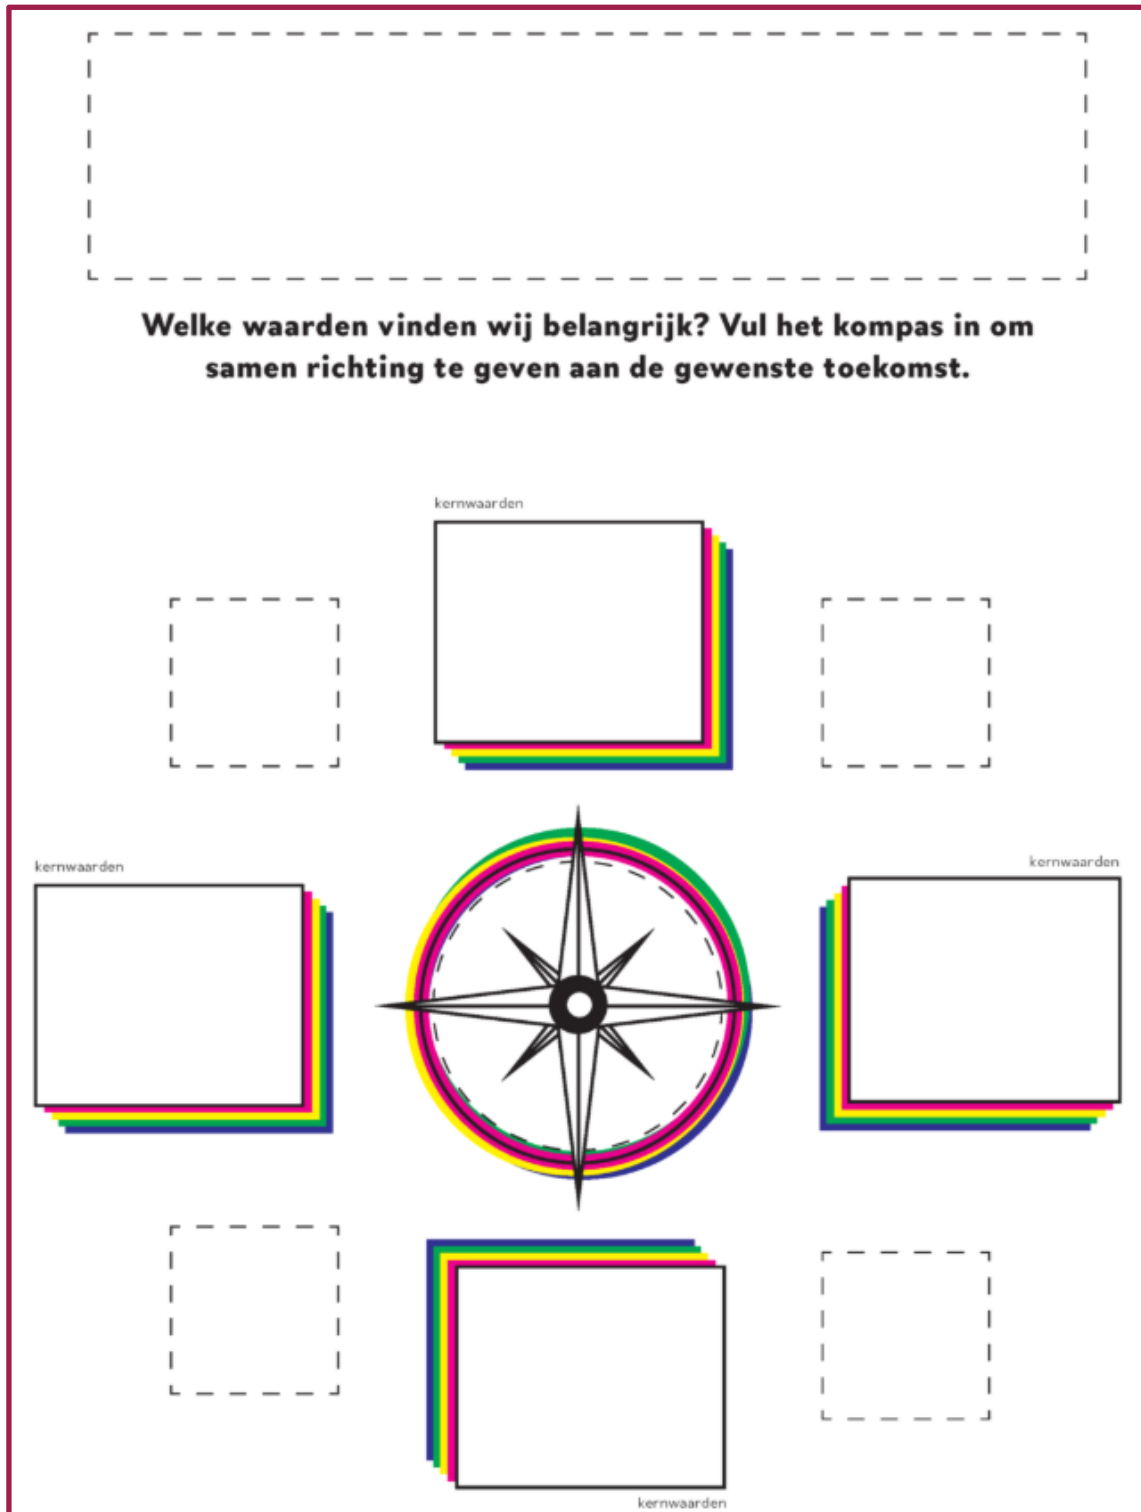 Welke waarden vinden wij belangrijk? Vul het kompas in om
samen richting te geven aan de gewenste toekomst.
kernwaarden
kernwaarden
kernwaarden
kernwaarden